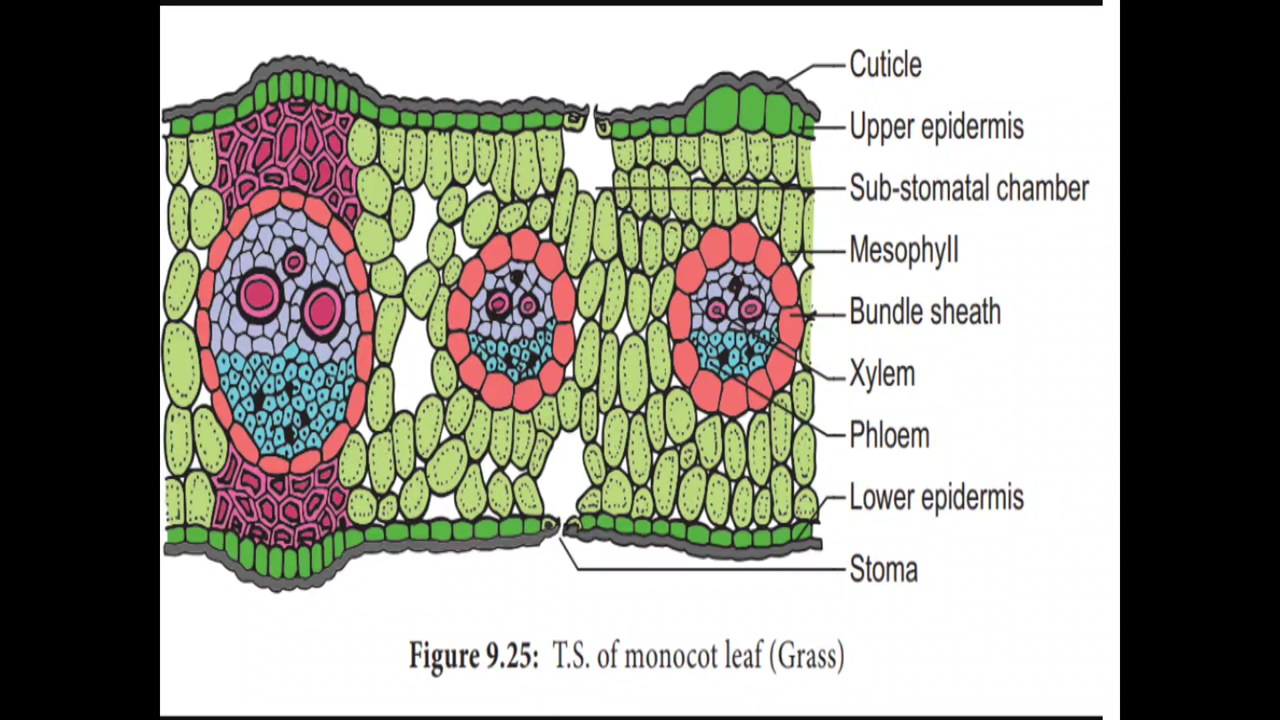 Cuticle
Upper epidermis
Sub-stomatal chamber
Mesophyll
Bundle sheath
Xylem
Phloem
Lower epidermis
Stoma
Figure 9.25: T.S. of monocot leaf (Grass)